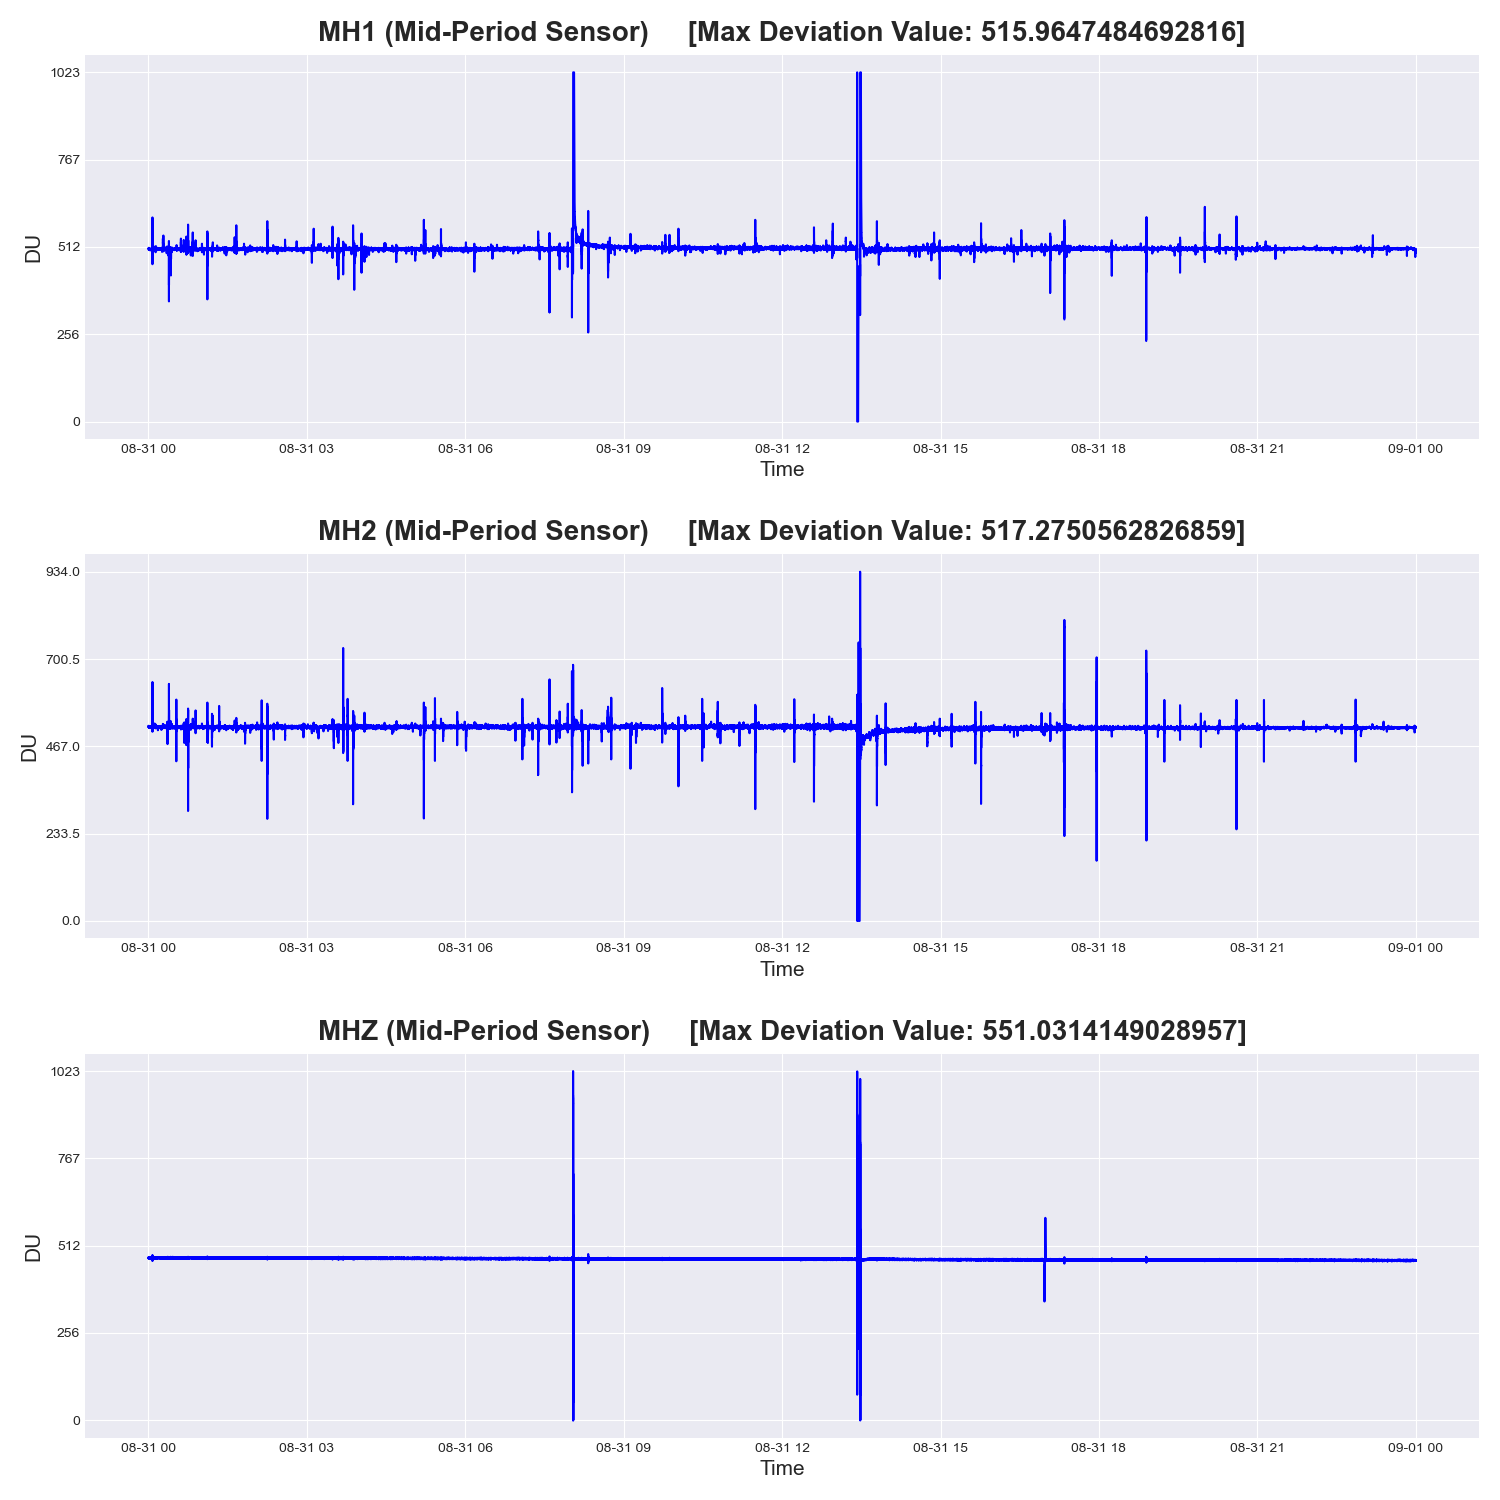 MH1 (Mid-Period Sensor) [Max Deviation Value: 515.9647484692816]
1023
767
512
256
0
DU
08-31 00 08-31 03 08-31 06 08-31 09 08-31 12 08-31 15 08-31 18 08-31 21 09-01 00
Time
MH2 (Mid-Period Sensor) [Max Deviation Value: 517.2750562826859]
934.0
700.5
467.0
233.5
0.0
DU
08-31 00 08-31 03 08-31 06 08-31 09 08-31 12 08-31 15 08-31 18 08-31 21 09-01 00
Time
MHZ (Mid-Period Sensor) [Max Deviation Value: 551.0314149028957]
1023
767
512
256
0
DU
08-31 00 08-31 03 08-31 06 08-31 09 08-31 12 08-31 15 08-31 18 08-31 21 09-01 00
Time